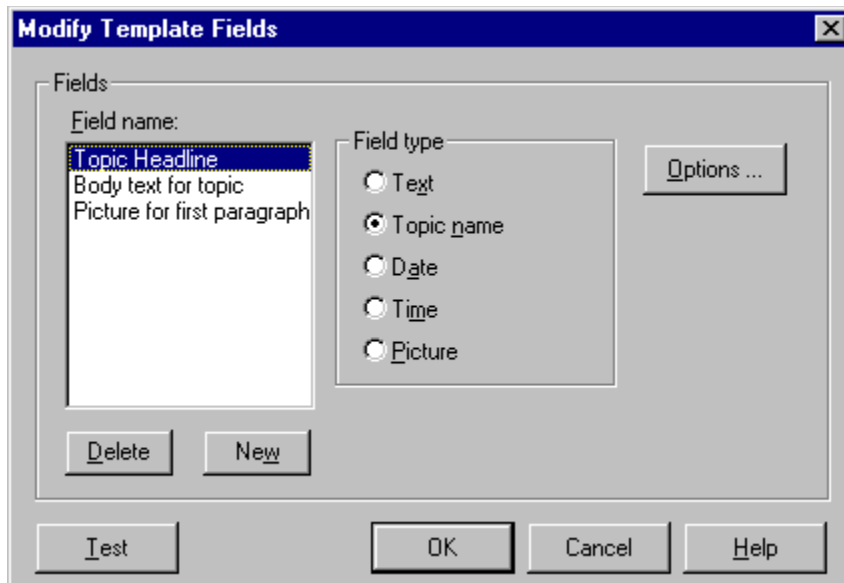 Modify Template Fields
Fields
Field name:
Topic Headline
Body text for topic
Picture for first paragraph
Field type
Text
Topic name
Date
Time
Picture
Options ...
Delete
New
Test
OK
Cancel
Help